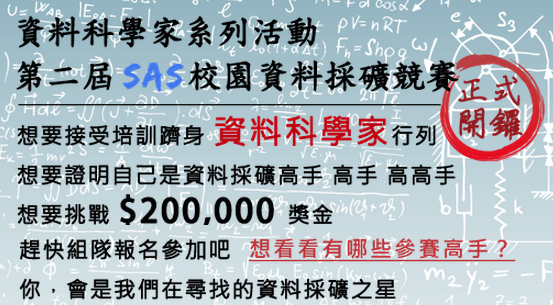 資料科學家系列活動
第二屆 SAS 校園資料採礦競賽
正式
開鑼
想要接受培訓躋身 資料科學家行列
想要證明自己是資料採礦高手 高手 高高手
想要挑戰 $200,000 獎金
趕快組隊報名參加吧 想看看有哪些參賽高手？
你，會是我們在尋找的資料採礦之星